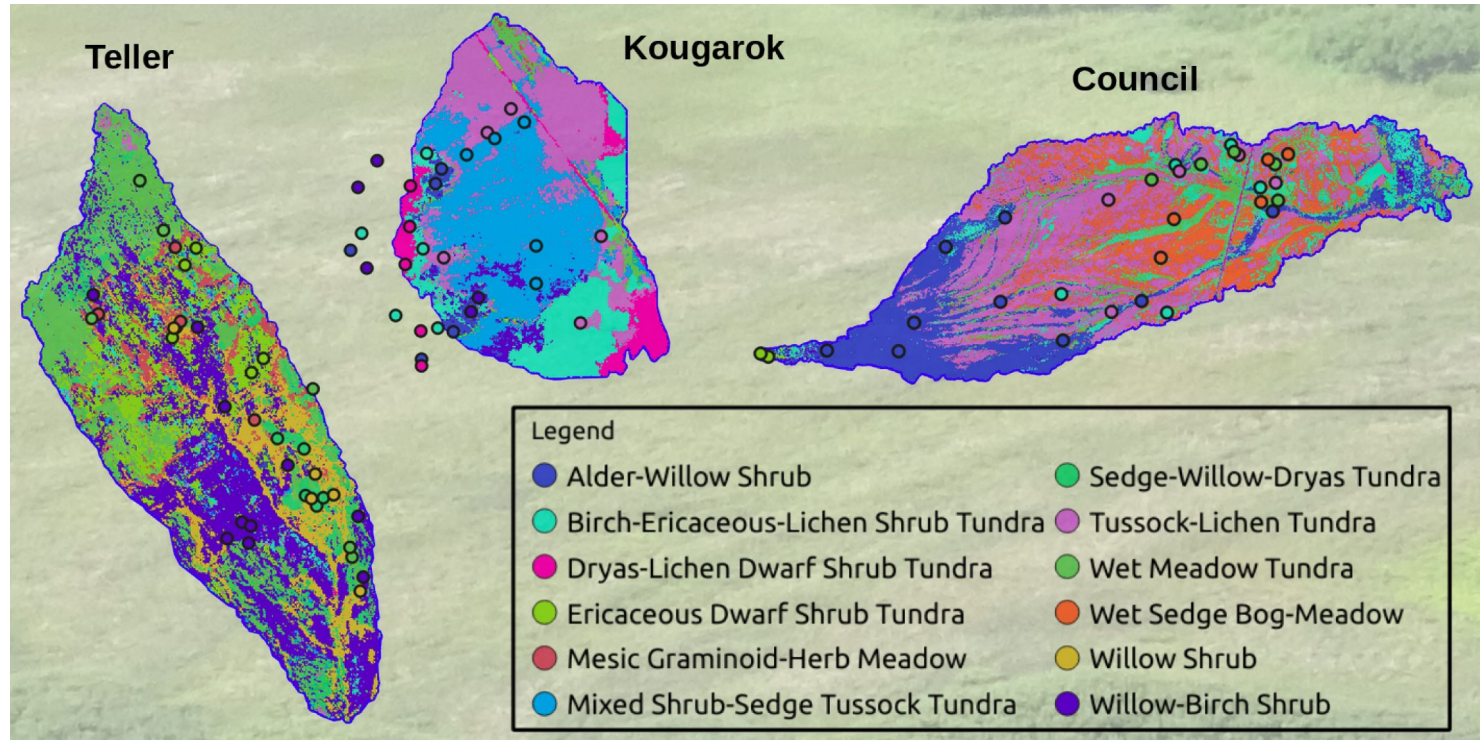 Teller
Kougarok
Council
Legend
Alder-Willow Shrub
Birch-Ericaceous-Lichen Shrub Tundra
Dryas-Lichen Dwarf Shrub Tundra
Ericaceous Dwarf Shrub Tundra
Mesic Graminoid-Herb Meadow
Mixed Shrub-Sedge Tussock Tundra
Sedge-Willow-Dryas Tundra
Tussock-Lichen Tundra
Wet Meadow Tundra
Wet Sedge Bog-Meadow
Willow Shrub
Willow-Birch Shrub